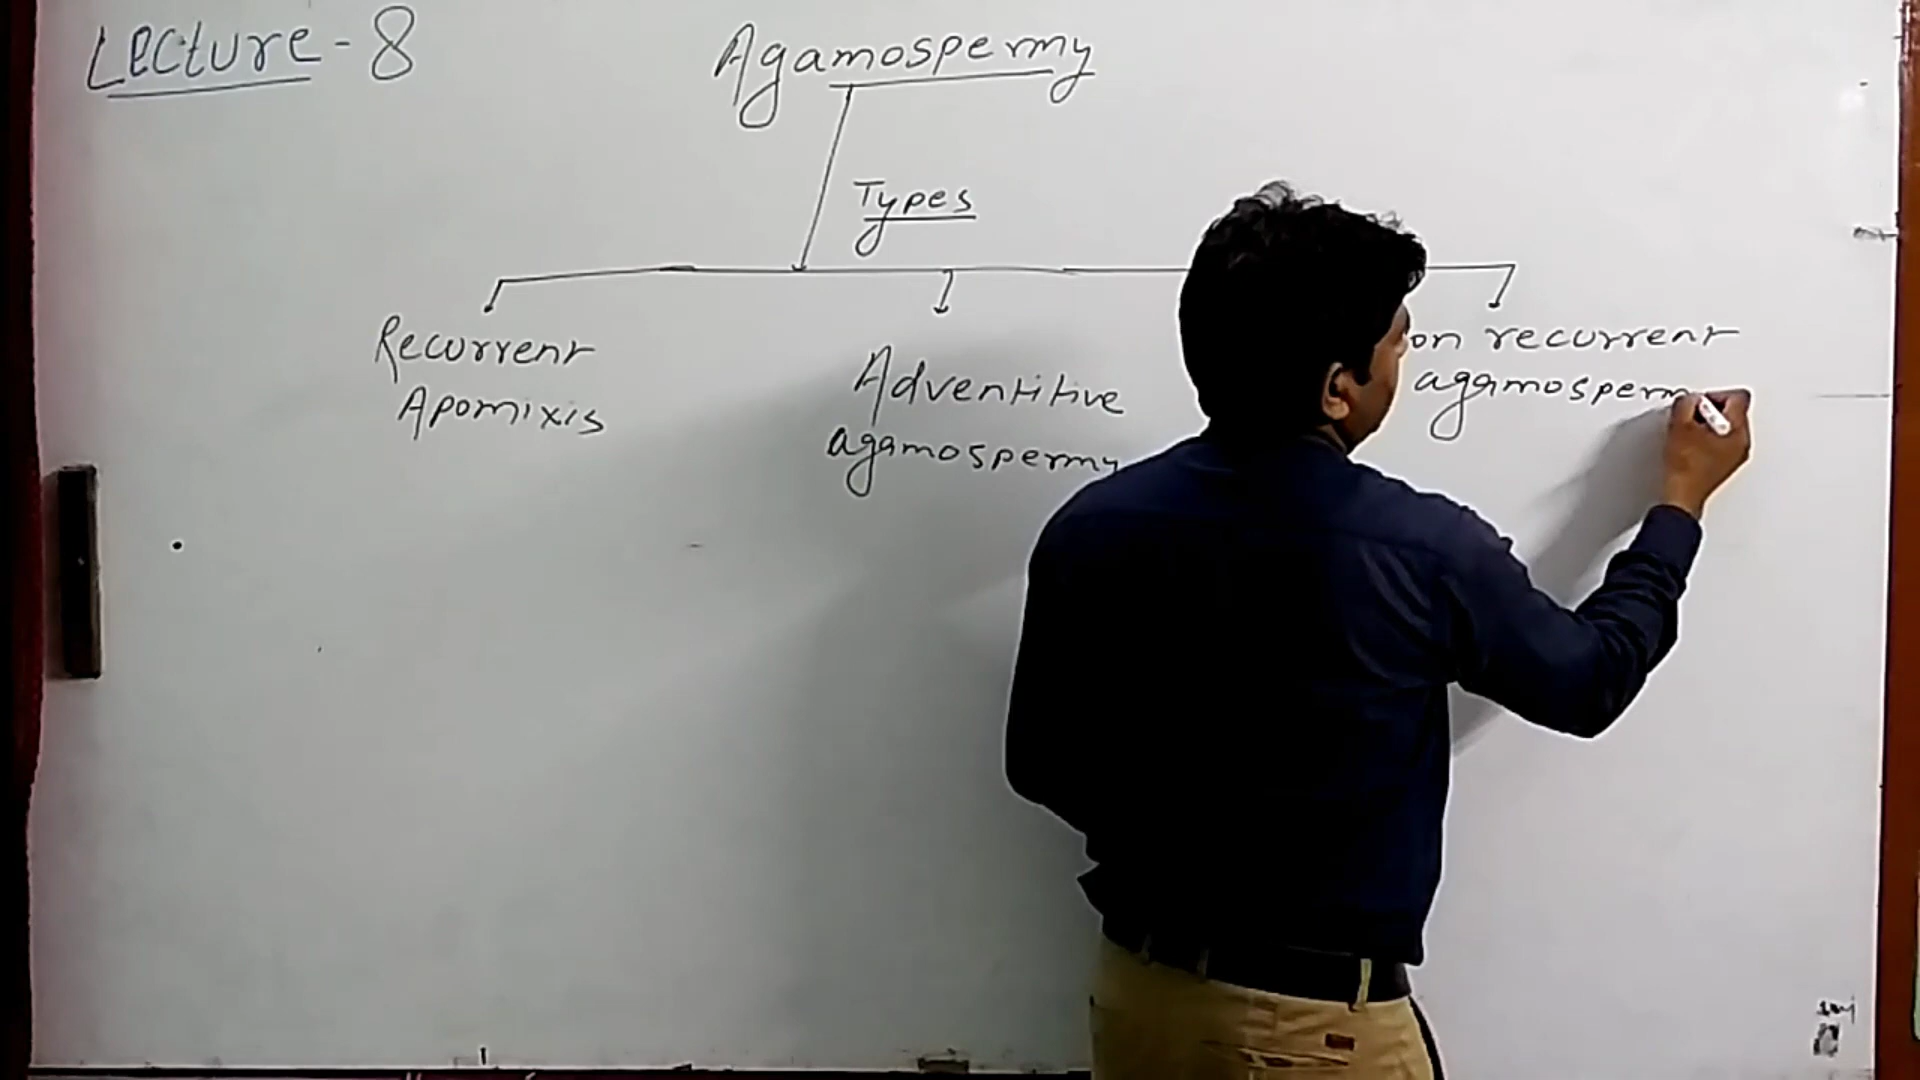 Lecture - 8
Agamospermy
Types
Recurrent
Apomixis
Adventitive
agamospermy
on recurrent
agamosperm